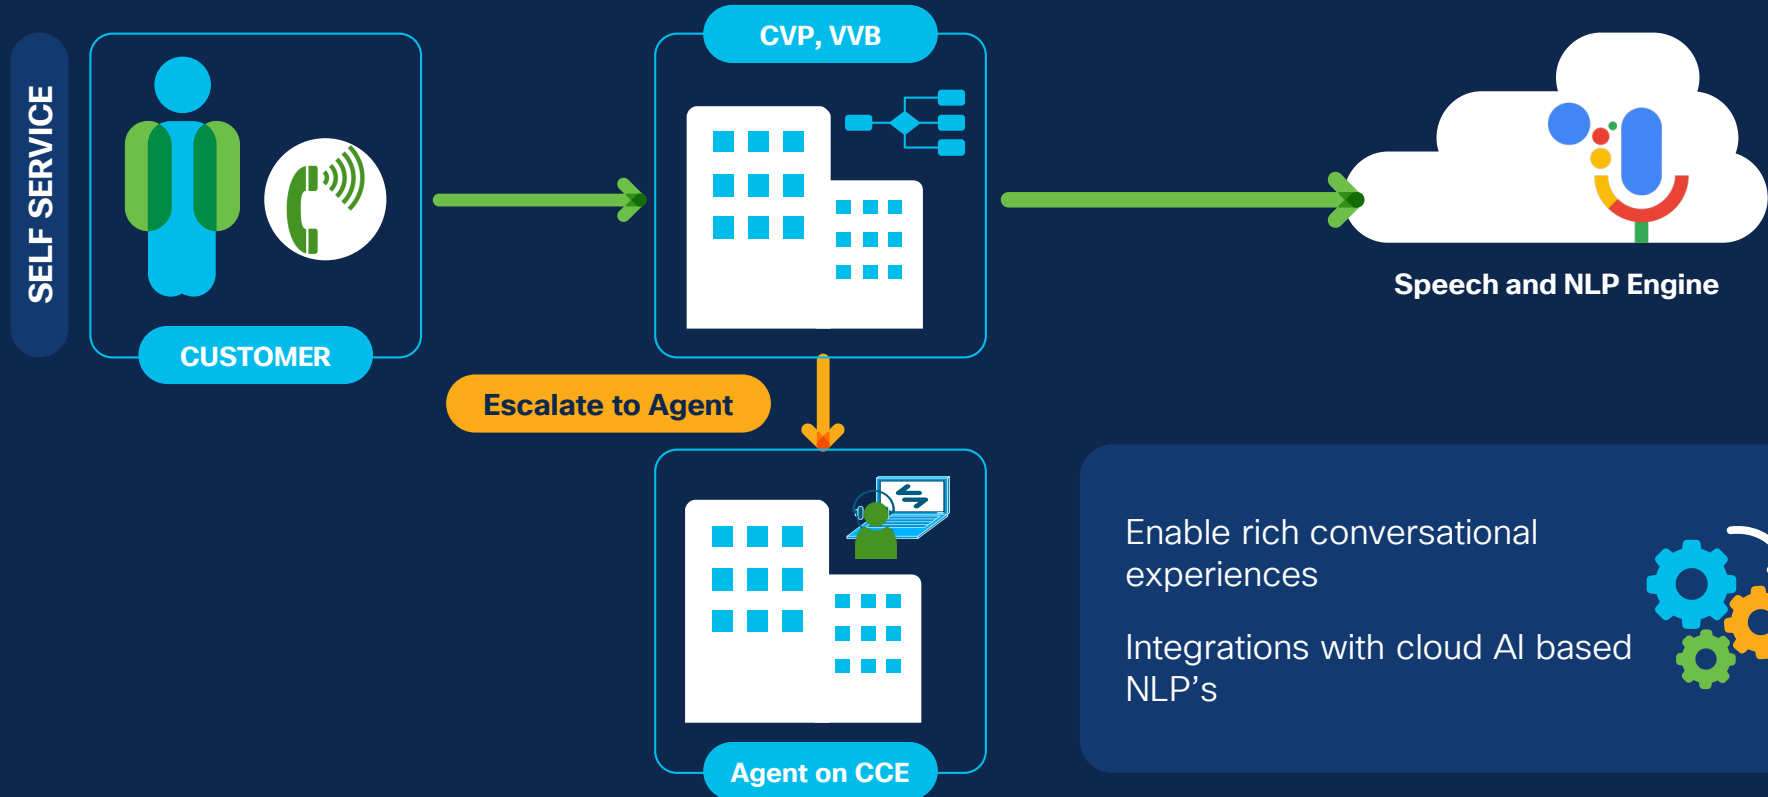 SELF SERVICE
CUSTOMER
CVP, VVB
Speech and NLP Engine
Escalate to Agent
Agent on CCE
Enable rich conversational
experiences
Integrations with cloud AI based
NLP’s